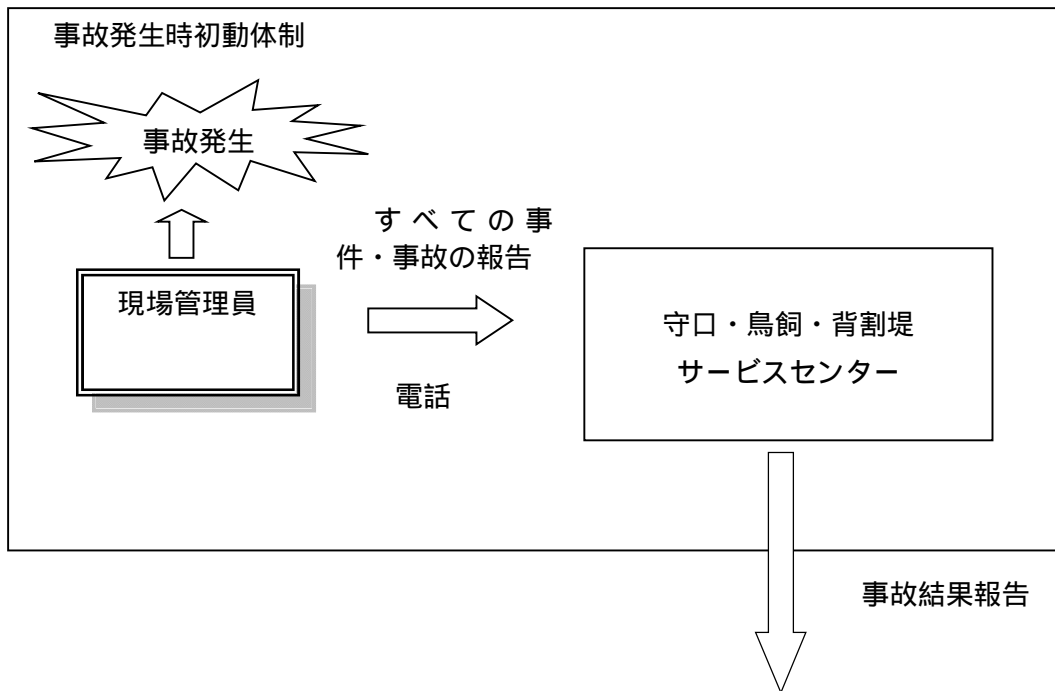 事故発生時初動体制
事故発生
すべての事
件・事故の報告
現場管理員
守口・鳥飼・背割堤
サービスセンター
電話
事故結果報告